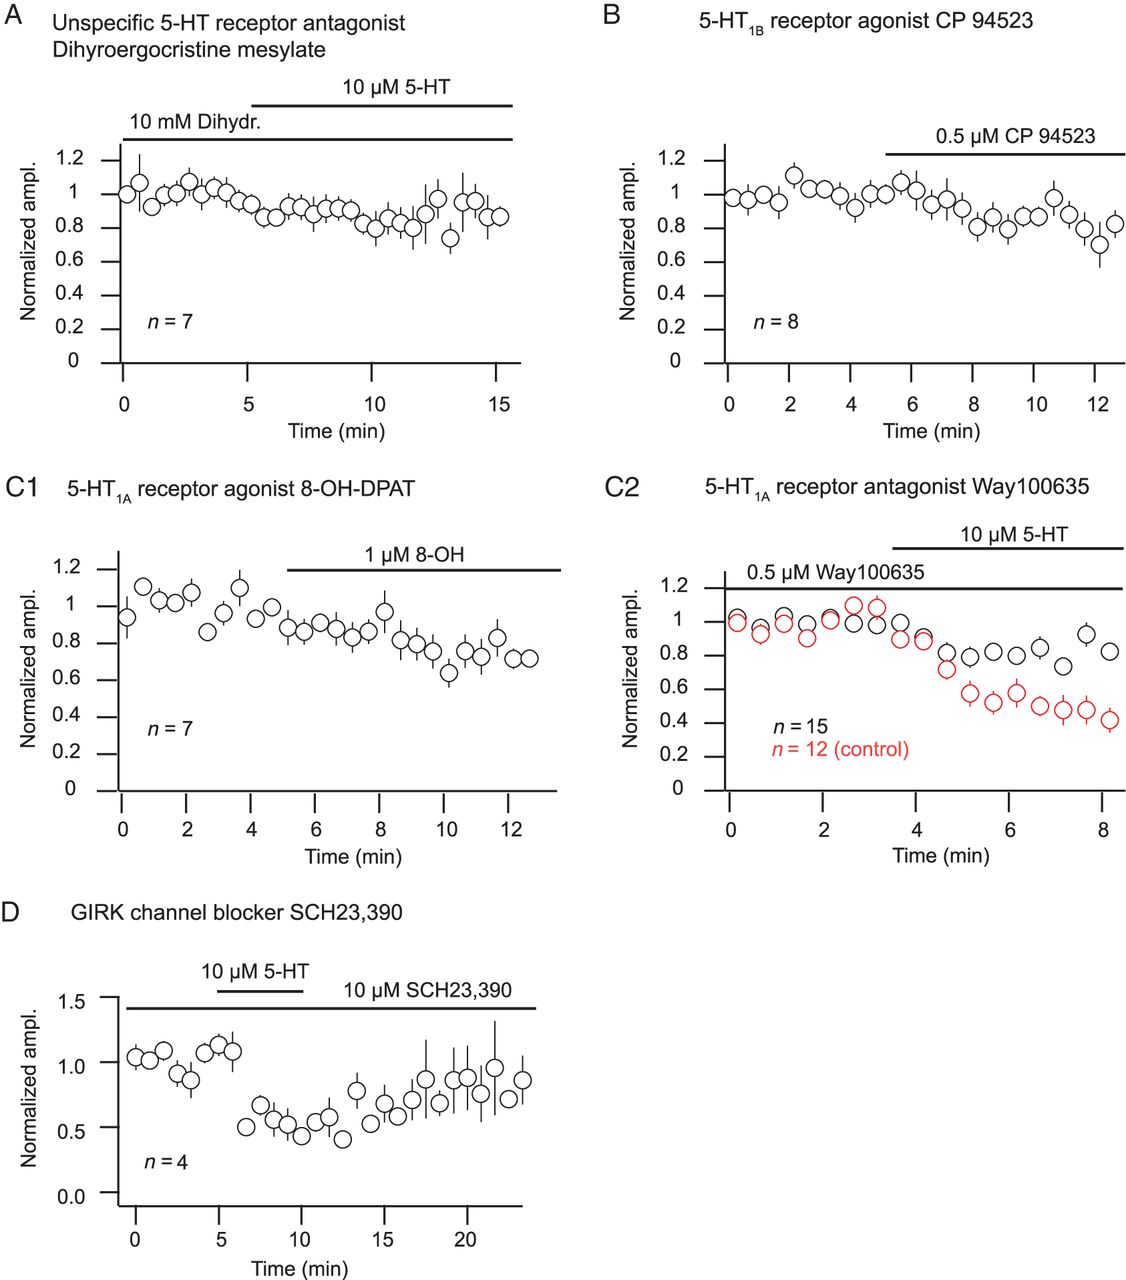 A
Unspecific 5-HT receptor antagonist
Dihyroergocristine mesylate
10 µM 5-HT
10 mM Dihydr.
Normalized ampl.
1.2
1
0.8
0.6
0.4
0.2
0
n = 7
0 5 10 15
Time (min)
B
5-HT1B receptor agonist CP 94523
0.5 µM CP 94523
Normalized ampl.
1.2
1
0.8
0.6
0.4
0.2
0
n = 8
0 2 4 6 8 10 12
Time (min)
C1
5-HT1A receptor agonist 8-OH-DPAT
1 µM 8-OH
Normalized ampl.
1.2
1
0.8
0.6
0.4
0.2
0
n = 7
0 2 4 6 8 10 12
Time (min)
C2
5-HT1A receptor antagonist Way100635
10 µM 5-HT
0.5 µM Way100635
Normalized ampl.
1.2
1
0.8
0.6
0.4
0.2
0
n = 15
n = 12 (control)
0 2 4 6 8
Time (min)
D
GIRK channel blocker SCH23,390
10 µM 5-HT
10 µM SCH23,390
Normalized ampl.
1.5
1.0
0.5
0.0
n = 4
0 5 10 15 20
Time (min)